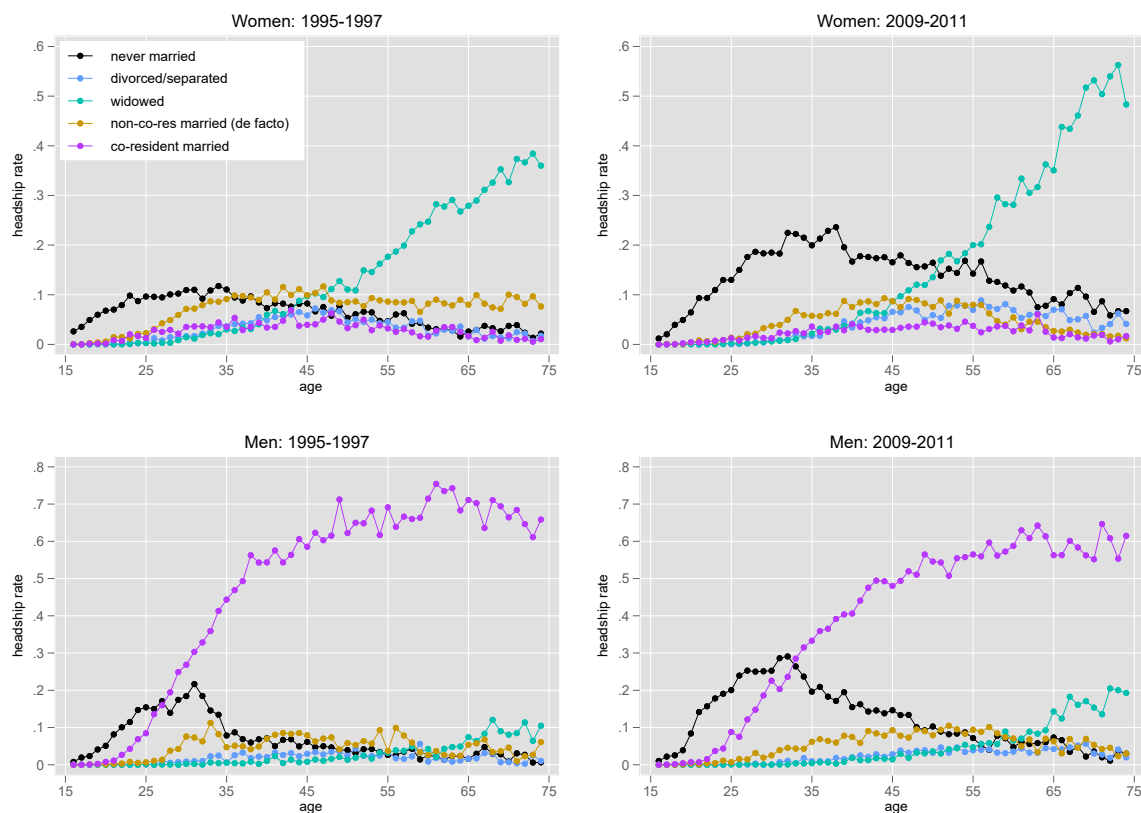 Women: 1995-1997
.6
.5
.4
.3
.2
.1
0
headship rate
never married
divorced/separated
widowed
non-co-res married (de facto)
co-resident married
15 25 35 45 55 65 75
age
Women: 2009-2011
.6
.5
.4
.3
.2
.1
0
headship rate
15 25 35 45 55 65 75
age
Men: 1995-1997
.8
.7
.6
.5
.4
.3
.2
.1
0
headship rate
15 25 35 45 55 65 75
age
Men: 2009-2011
.8
.7
.6
.5
.4
.3
.2
.1
0
headship rate
15 25 35 45 55 65 75
age